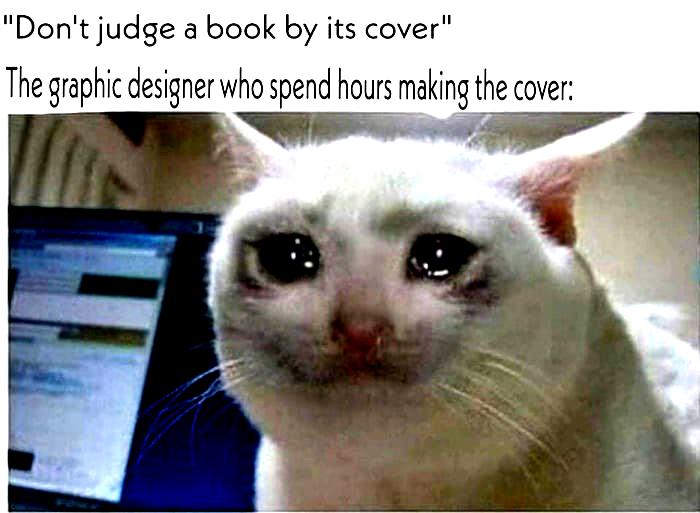 "Don't judge a book by its cover"
The graphic designer who spend hours making the cover: